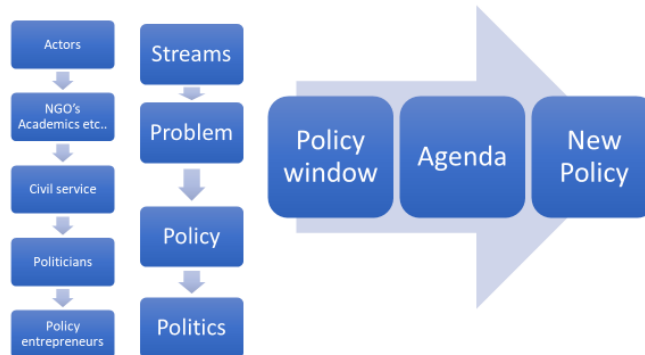 Actors
NGO's
Academics etc..
Civil service
Politicians
Policy
entrepreneurs
Streams
Problem
Policy
Politics
Policy
window
Agenda
New
Policy